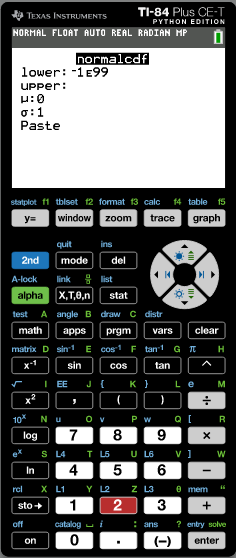 TEXAS INSTRUMENTS TI-84 Plus CE-T
PYTHON EDITION
NORMAL FLOAT AUTO REAL RADIAN MP
normalcdf
lower:-1ᴇ99
upper:
μ:0
σ:1
Paste
statplot f1 tblset f2 format f3 calc f4 table f5
y= window zoom trace graph
quit ins
2nd mode del
A-lock link list
alpha X,T,θ,n stat
test A angle B draw C distr
math apps prgm vars clear
matrix D sin⁻¹ E cos⁻¹ F tan⁻¹ G π H
x⁻¹ sin cos tan ^
√ I EE J { K } L e M
x² , ( ) ÷
10ˣ N u O v P w Q [ R
log 7 8 9 ×
eˣ S L4 T L5 U L6 V ] W
ln 4 5 6 −
rcl X L1 Y L2 Z L3 θ mem "
sto→ 1 2 3 +
off catalog ⎵ i : ans ? entry solve
on 0 . (−) enter